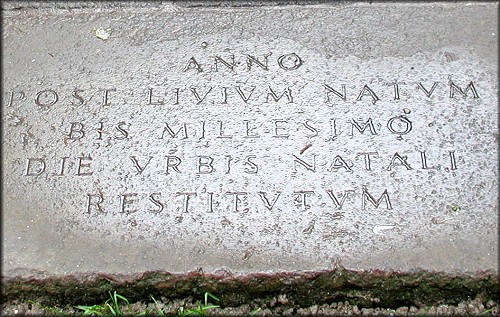 ANNO
POST LIVIVM NATVM
BIS MILLESIMO
DIE VRBIS NATALI
RESTITVTVM